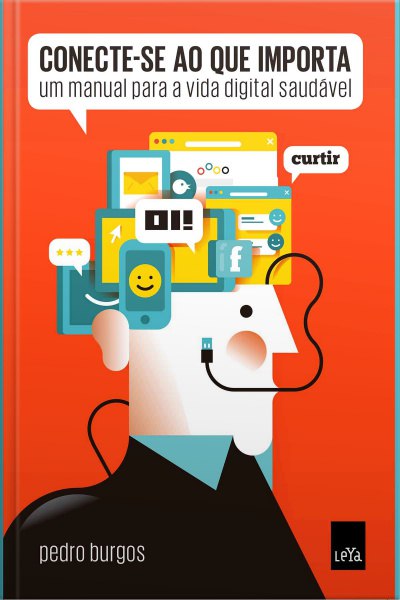 CONECTE-SE AO QUE IMPORTA
um manual para a vida digital saudável
curtir
OI!
f
pedro burgos
LeYa